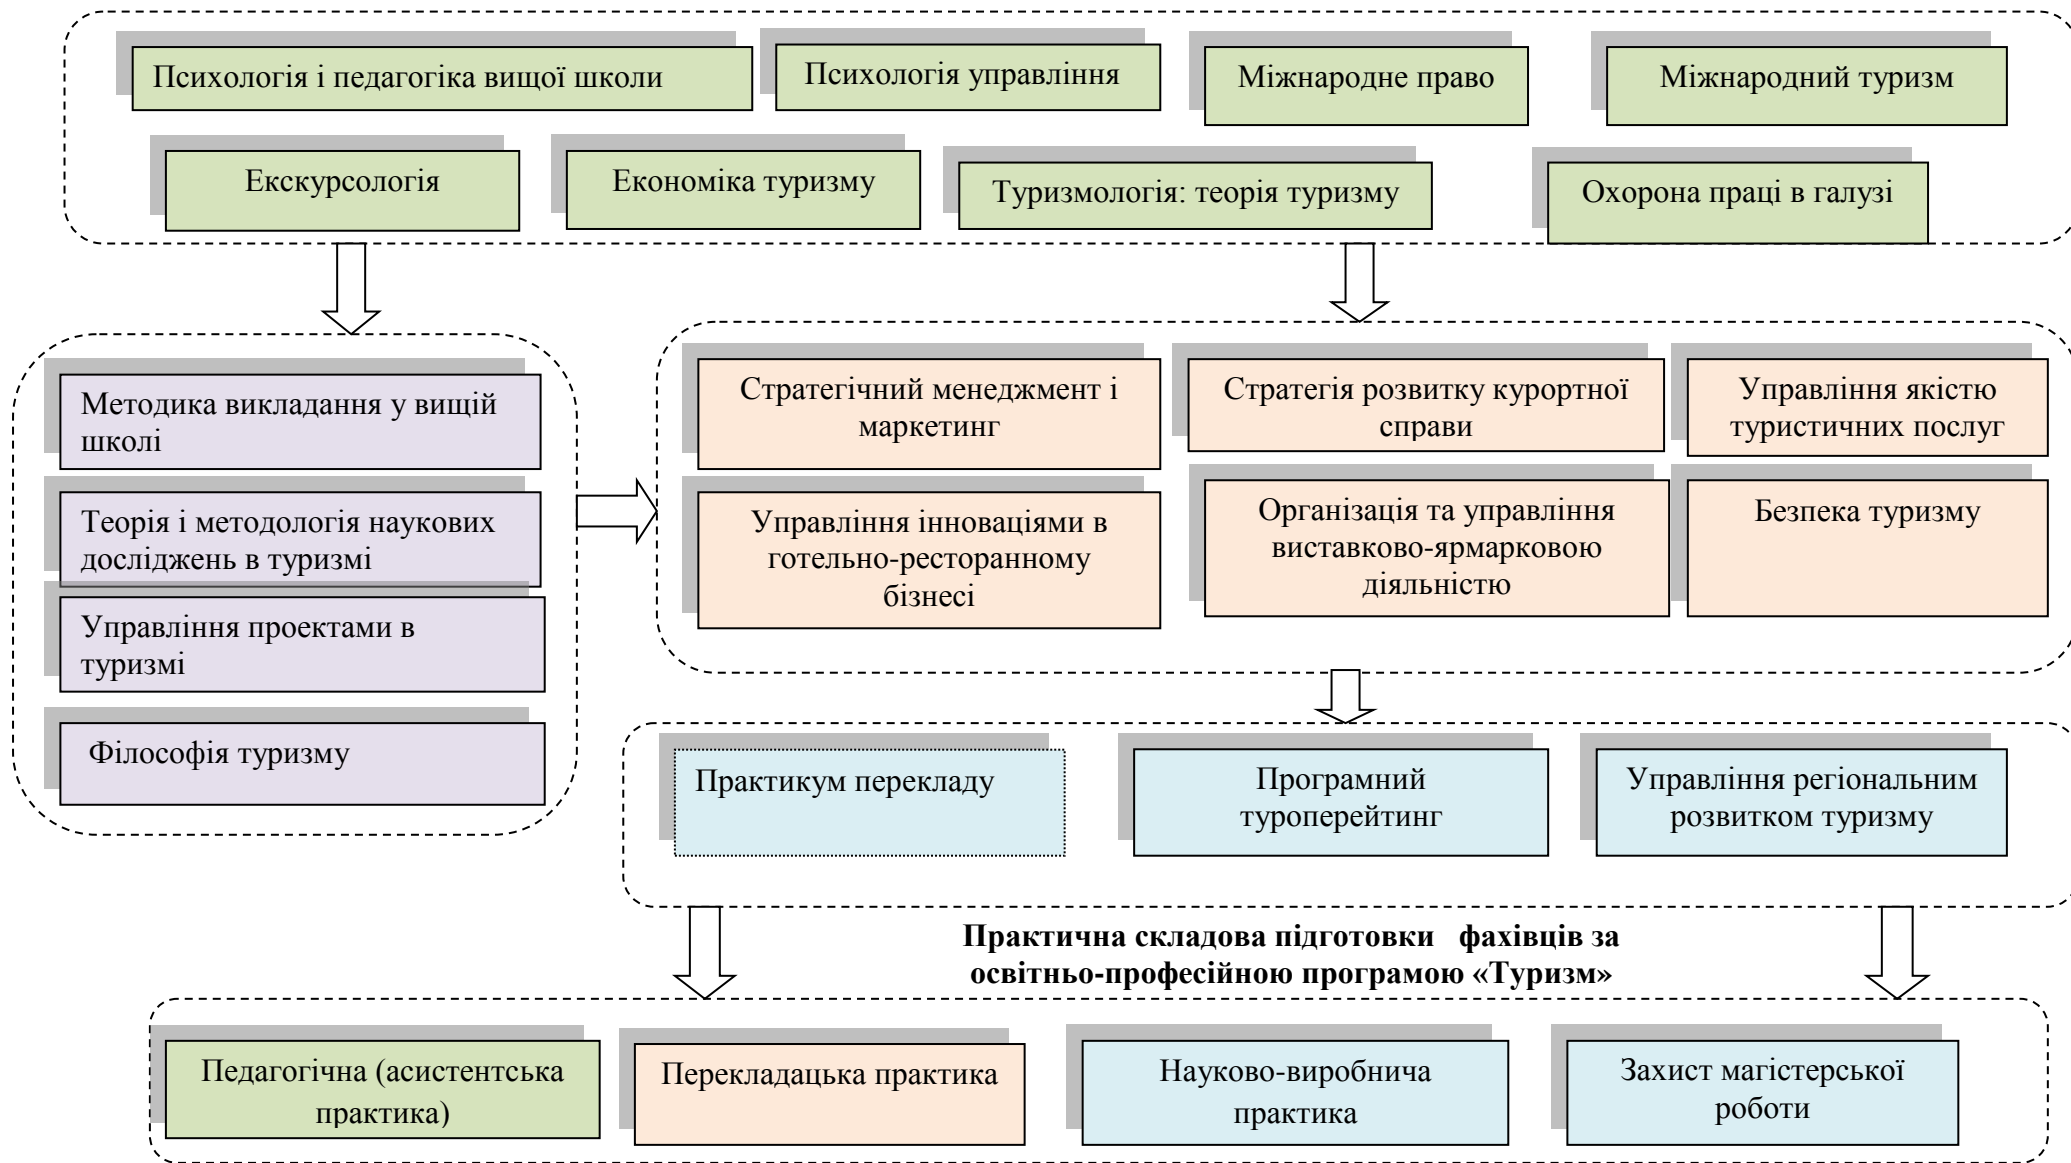 Психологія і педагогіка вищої школи
Психологія управління
Міжнародне право
Міжнародний туризм
Екскурсологія
Економіка туризму
Туризмологія: теорія туризму
Охорона праці в галузі
Методика викладання у вищій
школі
Теорія і методологія наукових
досліджень в туризмі
Управління проектами в
туризмі
Філософія туризму
Стратегічний менеджмент і
маркетинг
Стратегія розвитку курортної
справи
Управління якістю
туристичних послуг
Управління інноваціями в
готельно-ресторанному
бізнесі
Організація та управління
виставково-ярмарковою
діяльністю
Безпека туризму
Практикум перекладу
Програмний
туроперейтинг
Управління регіональним
розвитком туризму
Практична складова підготовки фахівців за
освітньо-професійною програмою «Туризм»
Педагогічна (асистентська
практика)
Перекладацька практика
Науково-виробнича
практика
Захист магістерської
роботи